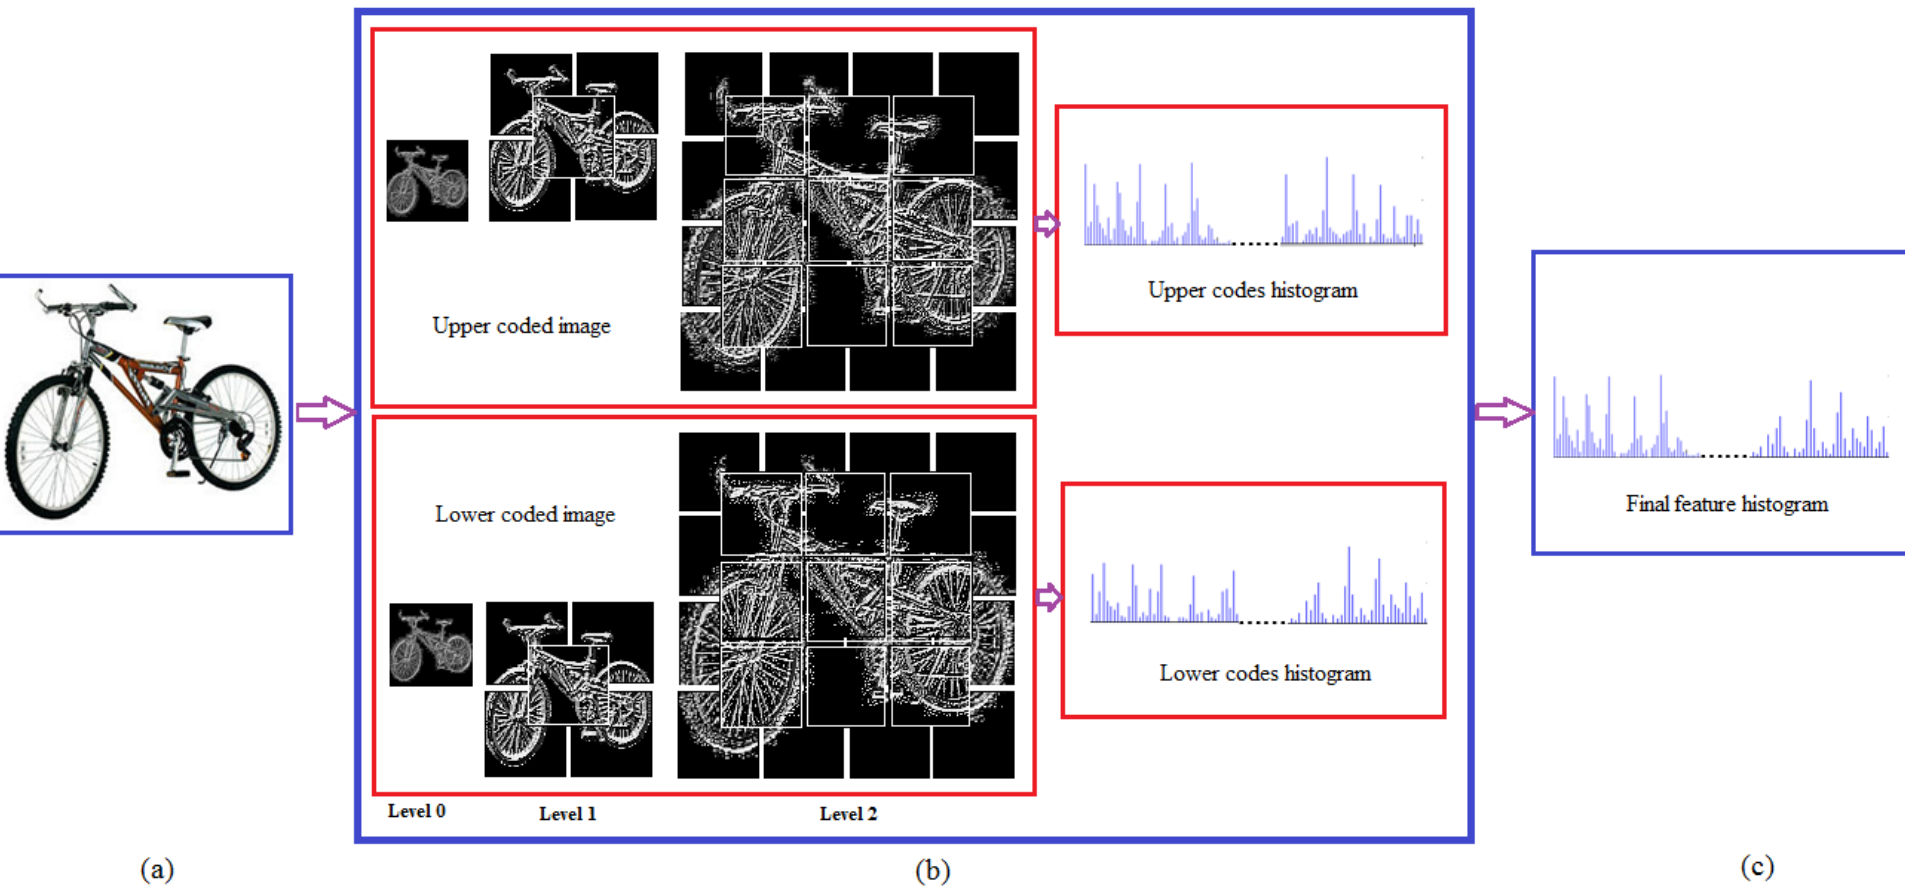 Upper coded image
Upper codes histogram
Lower coded image
Lower codes histogram
Final feature histogram
Level 0
Level 1
Level 2
(a)
(b)
(c)